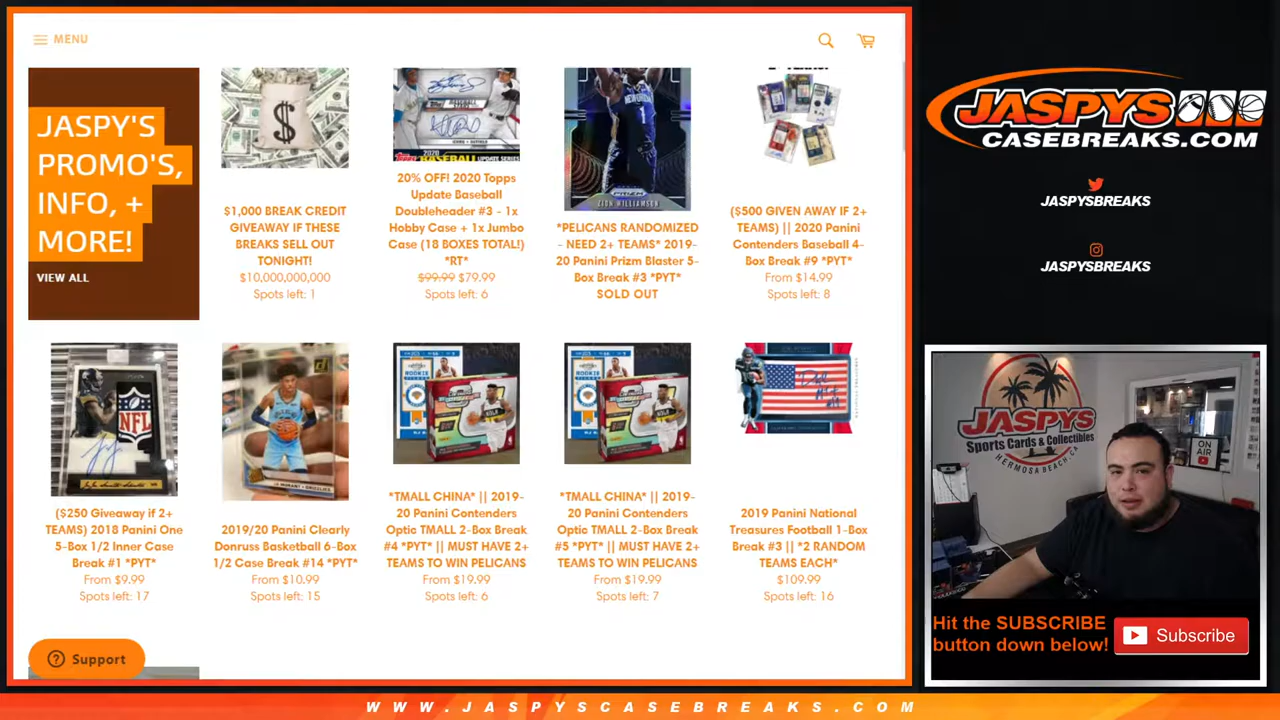 MENU
JASPY'S
PROMO'S,
INFO, +
MORE!
VIEW ALL
$1,000 BREAK CREDIT
GIVEAWAY IF THESE
BREAKS SELL OUT
TONIGHT!
$10,000,000,000
Spots left: 1
20% OFF! 2020 Topps
Update Baseball
Doubleheader #3 - 1x
Hobby Case + 1x Jumbo
Case (18 BOXES TOTAL!)
*RT*
$99.99 $79.99
Spots left: 6
ZION WILLIAMSON
*PELICANS RANDOMIZED
- NEED 2+ TEAMS* 2019-
20 Panini Prizm Blaster 5-
Box Break #3 *PYT*
SOLD OUT
($500 GIVEN AWAY IF 2+
TEAMS) || 2020 Panini
Contenders Baseball 4-
Box Break #9 *PYT*
From $14.99
Spots left: 8
NFL
($250 Giveaway if 2+
TEAMS) 2018 Panini One
5-Box 1/2 Inner Case
Break #1 *PYT*
From $9.99
Spots left: 17
2019/20 Panini Clearly
Donruss Basketball 6-Box
1/2 Case Break #14 *PYT*
From $10.99
Spots left: 15
*TMALL CHINA* || 2019-
20 Panini Contenders
Optic TMALL 2-Box Break
#4 *PYT* || MUST HAVE 2+
TEAMS TO WIN PELICANS
From $19.99
Spots left: 6
*TMALL CHINA* || 2019-
20 Panini Contenders
Optic TMALL 2-Box Break
#5 *PYT* || MUST HAVE 2+
TEAMS TO WIN PELICANS
From $19.99
Spots left: 7
2019 Panini National
Treasures Football 1-Box
Break #3 || *2 RANDOM
TEAMS EACH*
$109.99
Spots left: 16
Support
JASPYS
CASEBREAKS.COM
JASPYSBREAKS
JASPYSBREAKS
JASPYS
Sports Cards & Collectibles
HERMOSA BEACH, CA
ON
AIR
Hit the SUBSCRIBE
button down below!
Subscribe
WWW.JASPYSCASEBREAKS.COM